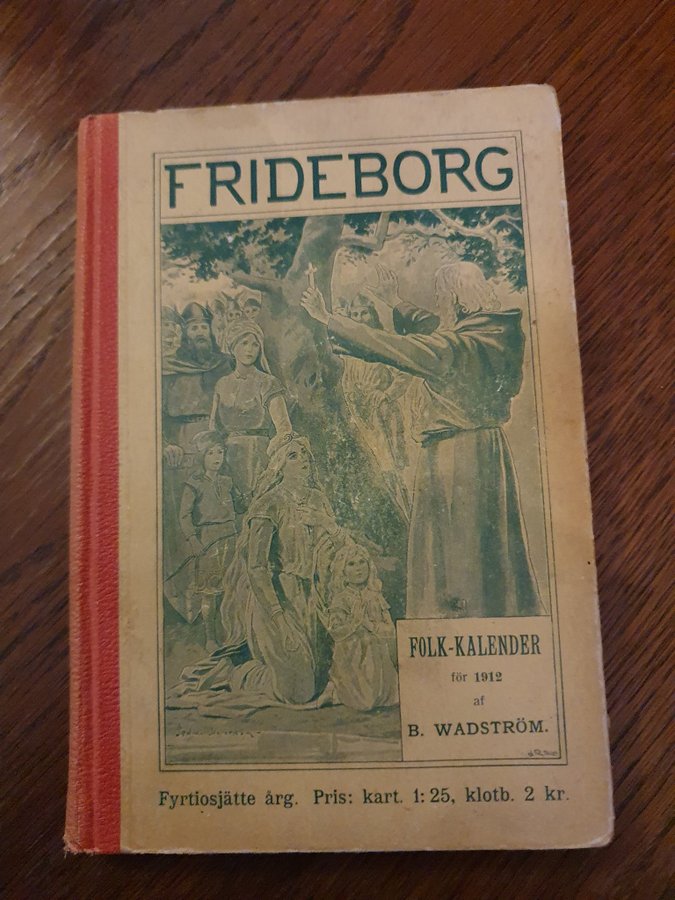 FRIDEBORG
FOLK-KALENDER
för 1912
af
B. WADSTRÖM.
Fyrtiosjätte årg. Pris: kart. 1:25, klotb. 2 kr.